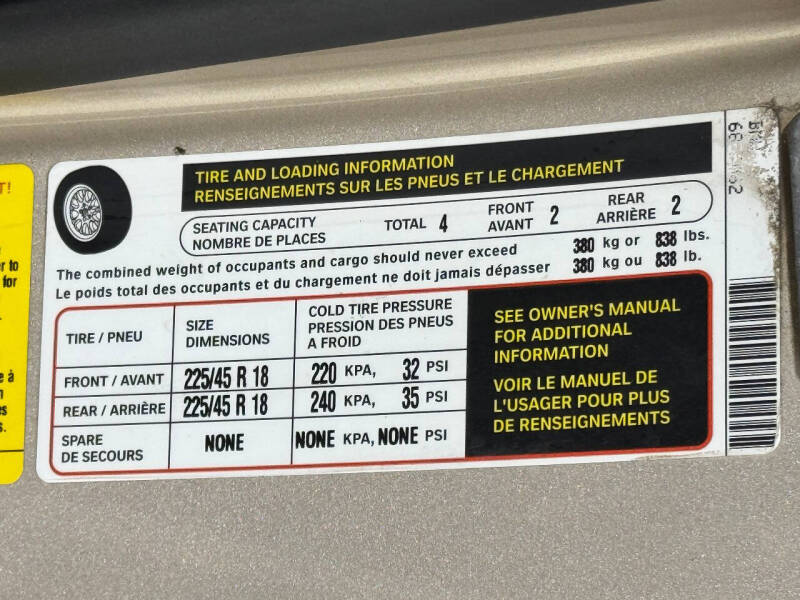 TIRE AND LOADING INFORMATION
RENSEIGNEMENTS SUR LES PNEUS ET LE CHARGEMENT
SEATING CAPACITY
NOMBRE DE PLACES
TOTAL 4
FRONT
AVANT 2
REAR
ARRIÈRE 2
The combined weight of occupants and cargo should never exceed 380 kg or 838 lbs.
Le poids total des occupants et du chargement ne doit jamais dépasser 380 kg ou 838 lb.
TIRE / PNEU
SIZE
DIMENSIONS
COLD TIRE PRESSURE
PRESSION DES PNEUS
A FROID
FRONT / AVANT 225/45 R 18 220 KPA, 32 PSI
REAR / ARRIÈRE 225/45 R 18 240 KPA, 35 PSI
SPARE
DE SECOURS
NONE NONE KPA, NONE PSI
SEE OWNER'S MANUAL
FOR ADDITIONAL
INFORMATION
VOIR LE MANUEL DE
L'USAGER POUR PLUS
DE RENSEIGNEMENTS
T!
r to
for
e à